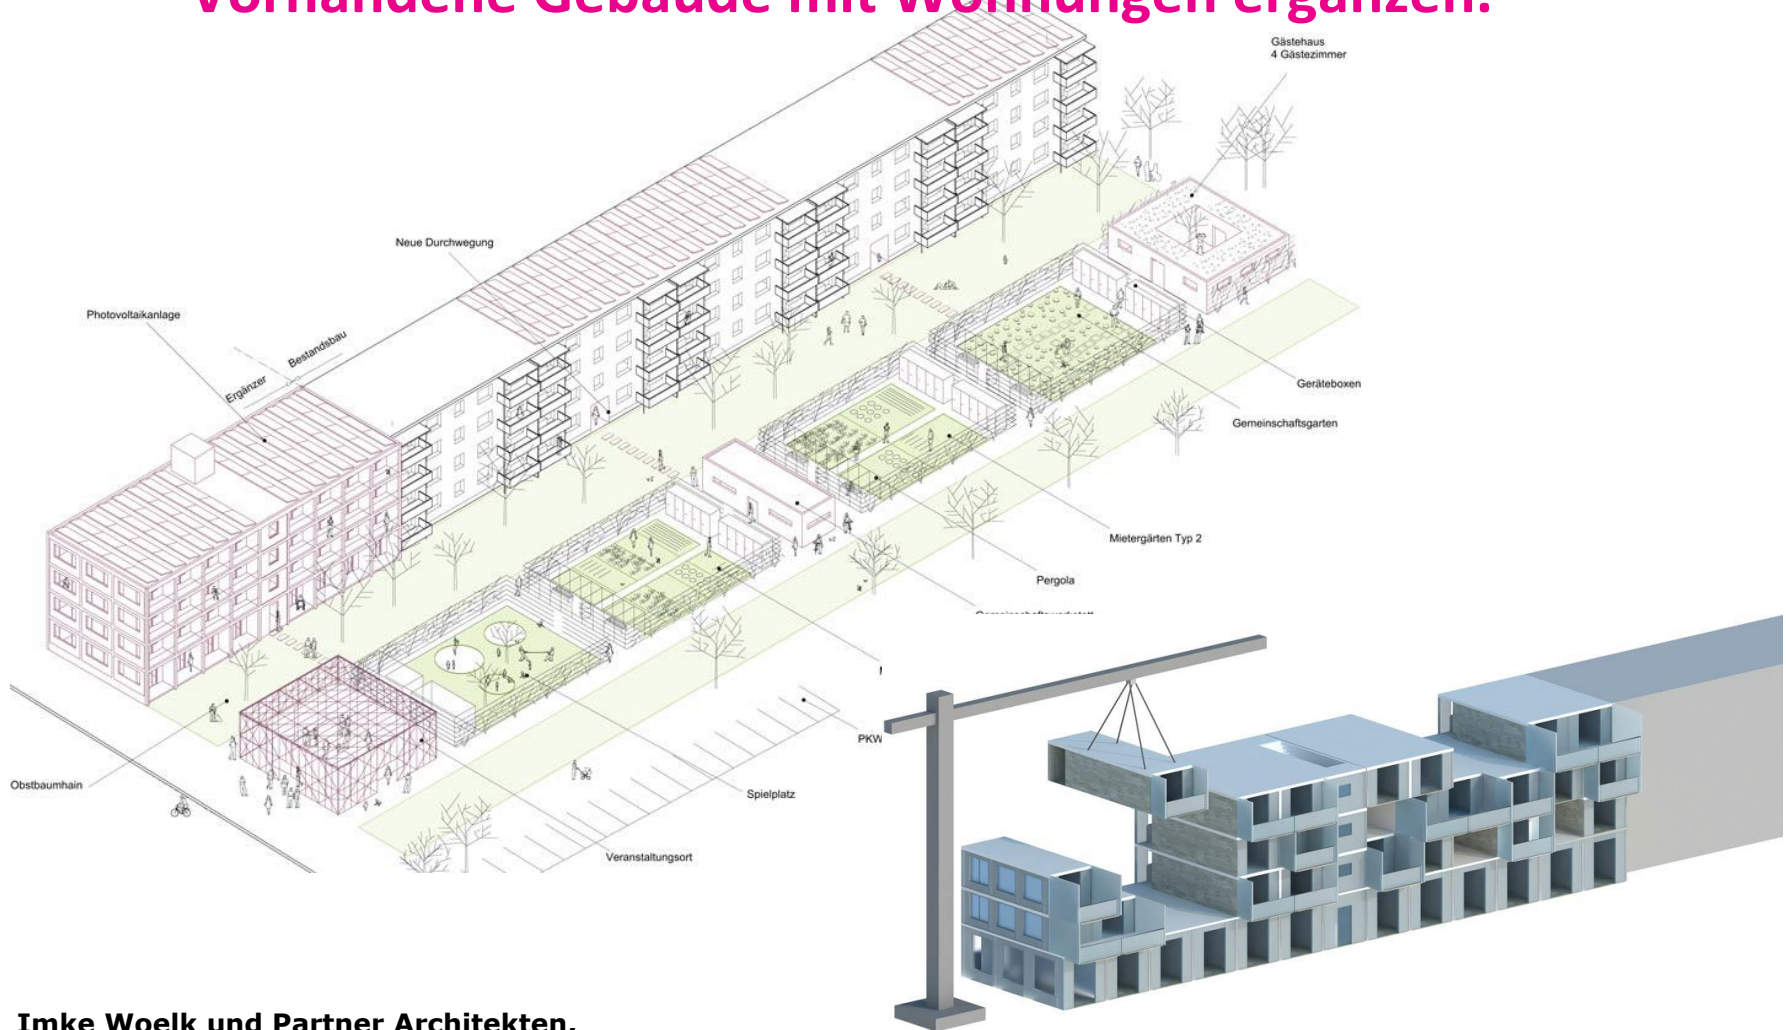 Vorhandene Gebäude mit Wohnungen ergänzen.
Gästehaus
4 Gästezimmer
Neue Durchwegung
Photovoltaikanlage
Bestandsbau
Ergänzer
Geräteboxen
Gemeinschaftsgarten
Mietergärten Typ 2
Pergola
Gemeinschaftswerkstatt
PKW
Obstbaumhain
Spielplatz
Veranstaltungsort
Imke Woelk und Partner Architekten,